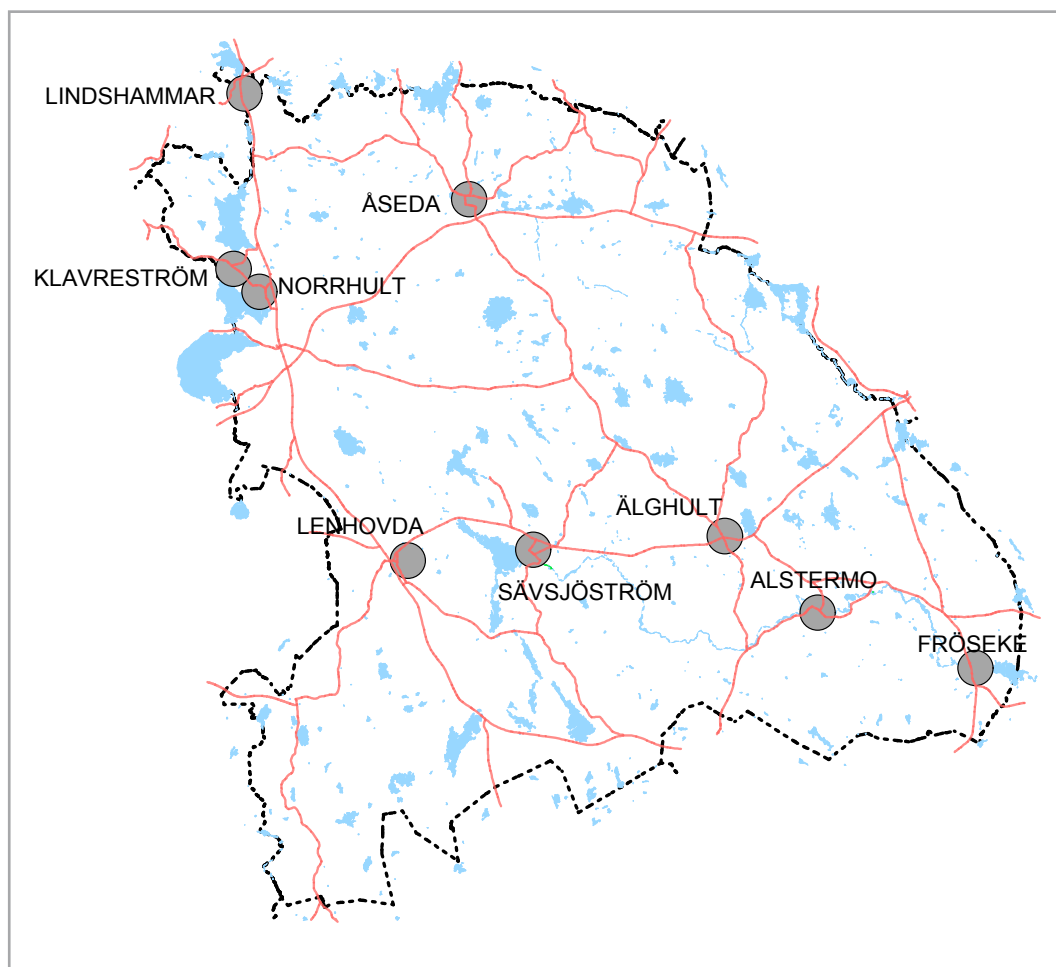 LINDSHAMMAR
ÅSEDA
KLAVRESTRÖM
NORRHULT
LENHOVDA
ÄLGHULT
SÄVSJÖSTRÖM
ALSTERMO
FRÖSEKE